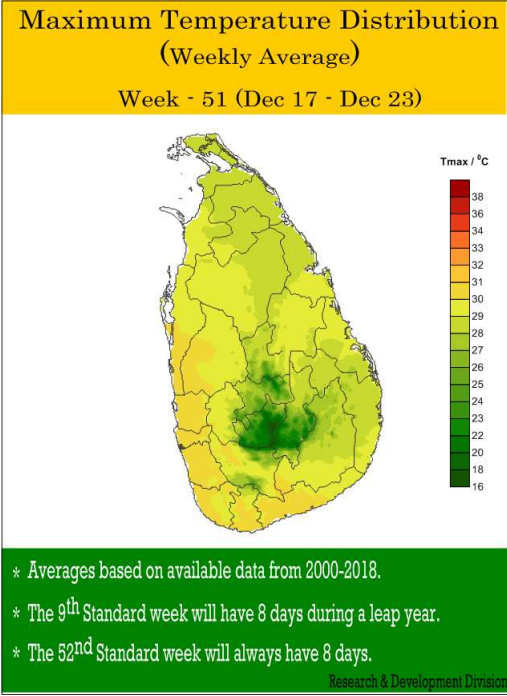 Maximum Temperature Distribution
(Weekly Average)
Week - 51 (Dec 17 - Dec 23)
Tmax / ⁰C
38
36
34
33
32
31
30
29
28
27
26
25
24
23
22
20
18
16
* Averages based on available data from 2000-2018.
* The 9th Standard week will have 8 days during a leap year.
* The 52nd Standard week will always have 8 days.
Research & Development Division